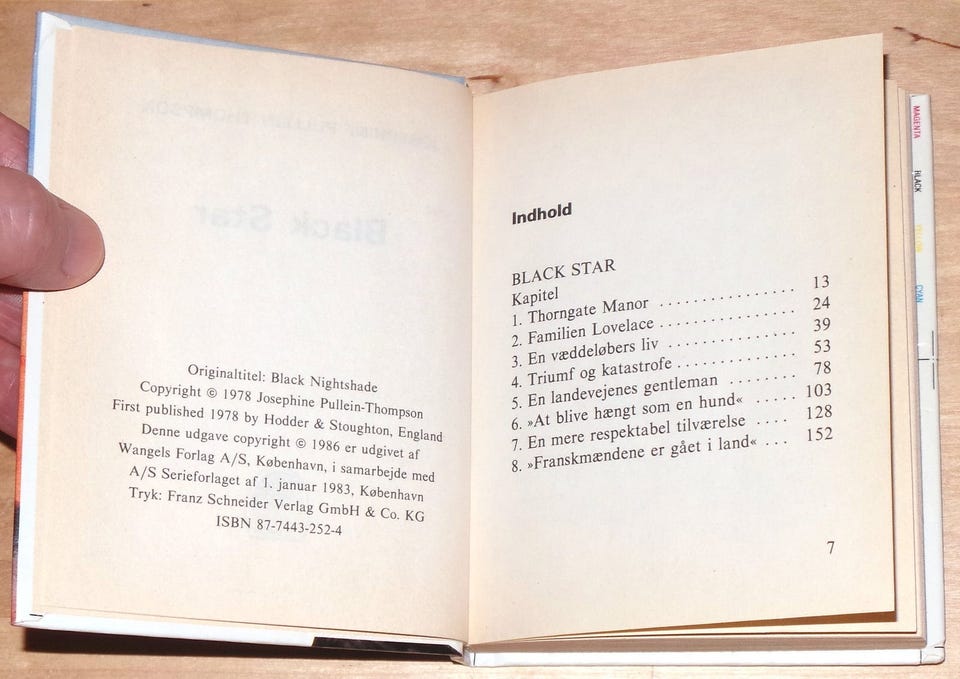 Originaltitel: Black Nightshade
Copyright © 1978 Josephine Pullein-Thompson
First published 1978 by Hodder & Stoughton, England
Denne udgave copyright © 1986 er udgivet af
Wangels Forlag A/S, København, i samarbejde med
A/S Serieforlaget af 1. januar 1983, København
Tryk: Franz Schneider Verlag GmbH & Co. KG
ISBN 87-7443-252-4
Indhold
BLACK STAR
Kapitel
1. Thorngate Manor . . . . . . . . . . . . . . . . 13
2. Familien Lovelace . . . . . . . . . . . . . . . . 24
3. En væddeløbers liv . . . . . . . . . . . . . . . 39
4. Triumf og katastrofe . . . . . . . . . . . . . . 53
5. En landevejenes gentleman . . . . . . . . 78
6. »At blive hængt som en hund« . . . . . 103
7. En mere respektabel tilværelse . . . . 128
8. »Franskmændene er gået i land« . . . 152
7
MAGENTA
BLACK
YELLOW
CYAN
Black Star